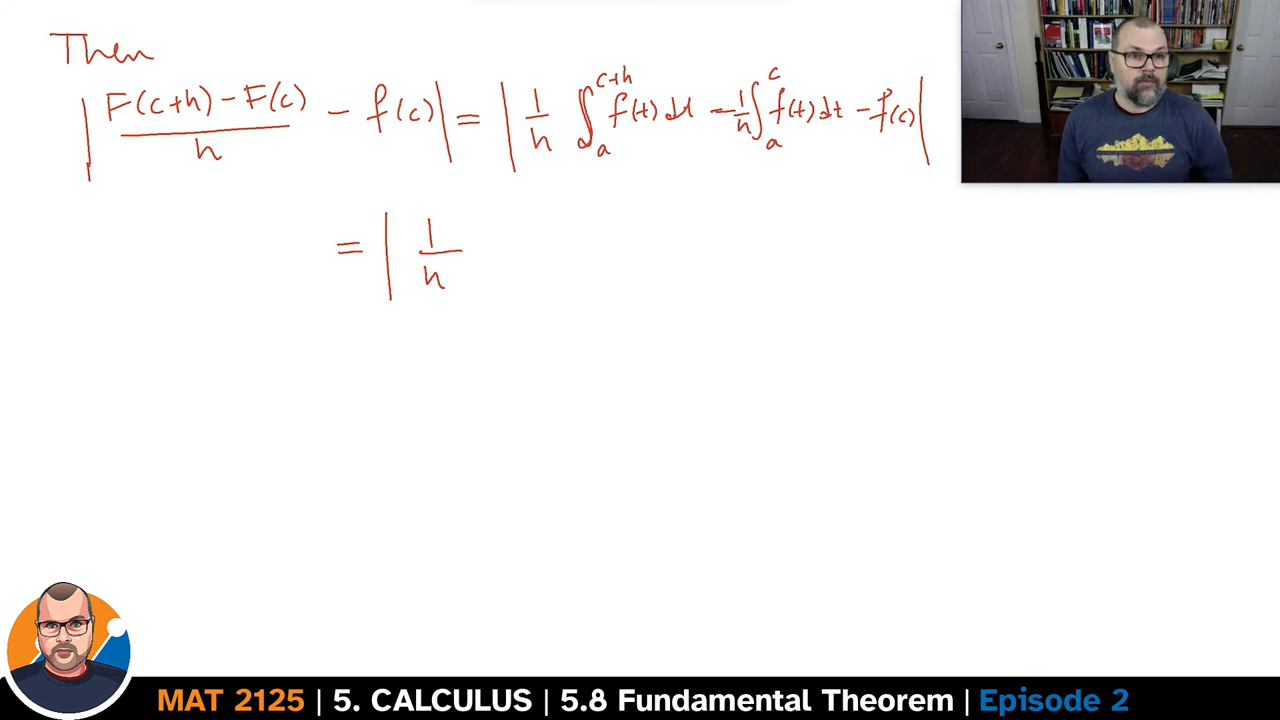 Then
| F(c+h) - F(c) / h - f(c) | = | 1/h ∫_a^{c+h} f(t) dt - 1/h ∫_a^c f(t) dt - f(c) |
= | 1/h
MAT 2125 | 5. CALCULUS | 5.8 Fundamental Theorem | Episode 2